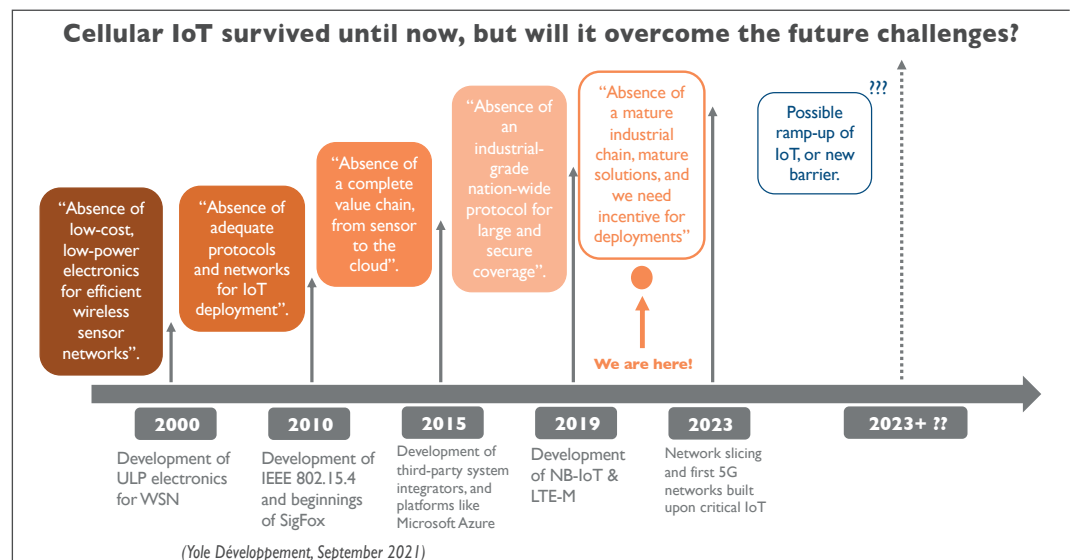 Cellular IoT survived until now, but will it overcome the future challenges?
“Absence of
low-cost,
low-power
electronics
for efficient
wireless
sensor
networks”.
“Absence of
adequate
protocols
and networks
for IoT
deployment”.
“Absence of
a complete
value chain,
from sensor
to the
cloud”.
“Absence of
an
industrial-
grade
nation-wide
protocol for
large and
secure
coverage”.
“Absence of
a mature
industrial
chain, mature
solutions, and
we need
incentive for
deployments”
We are here!
???
Possible
ramp-up of
IoT, or new
barrier.
2000
Development of
ULP electronics
for WSN
2010
Development of
IEEE 802.15.4
and beginnings
of SigFox
2015
Development of
third-party system
integrators, and
platforms like
Microsoft Azure
2019
Development
of NB-IoT &
LTE-M
2023
Network slicing
and first 5G
networks built
upon critical IoT
2023+ ??
(Yole Développement, September 2021)